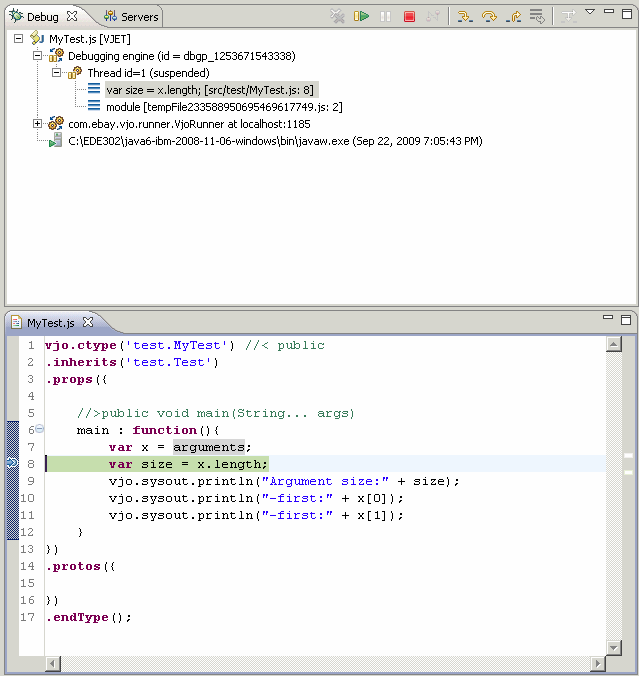 Debug Servers
MyTest.js [VJET]
Debugging engine (id = dbgp_1253671543338)
Thread id=1 (suspended)
var size = x.length; [src/test/MyTest.js: 8]
module [tempFile233588950695469617749.js: 2]
com.ebay.vjo.runner.VjoRunner at localhost:1185
C:\EDE302\java6-ibm-2008-11-06-windows\bin\javaw.exe (Sep 22, 2009 7:05:43 PM)
MyTest.js
1 vjo.ctype('test.MyTest') //< public
2 .inherits('test.Test')
3 .props({
4
5 //>public void main(String... args)
6 main : function(){
7 var x = arguments;
8 var size = x.length;
9 vjo.sysout.println("Argument size:" + size);
10 vjo.sysout.println("-first:" + x[0]);
11 vjo.sysout.println("-first:" + x[1]);
12 }
13 })
14 .protos({
15
16 })
17 .endType();